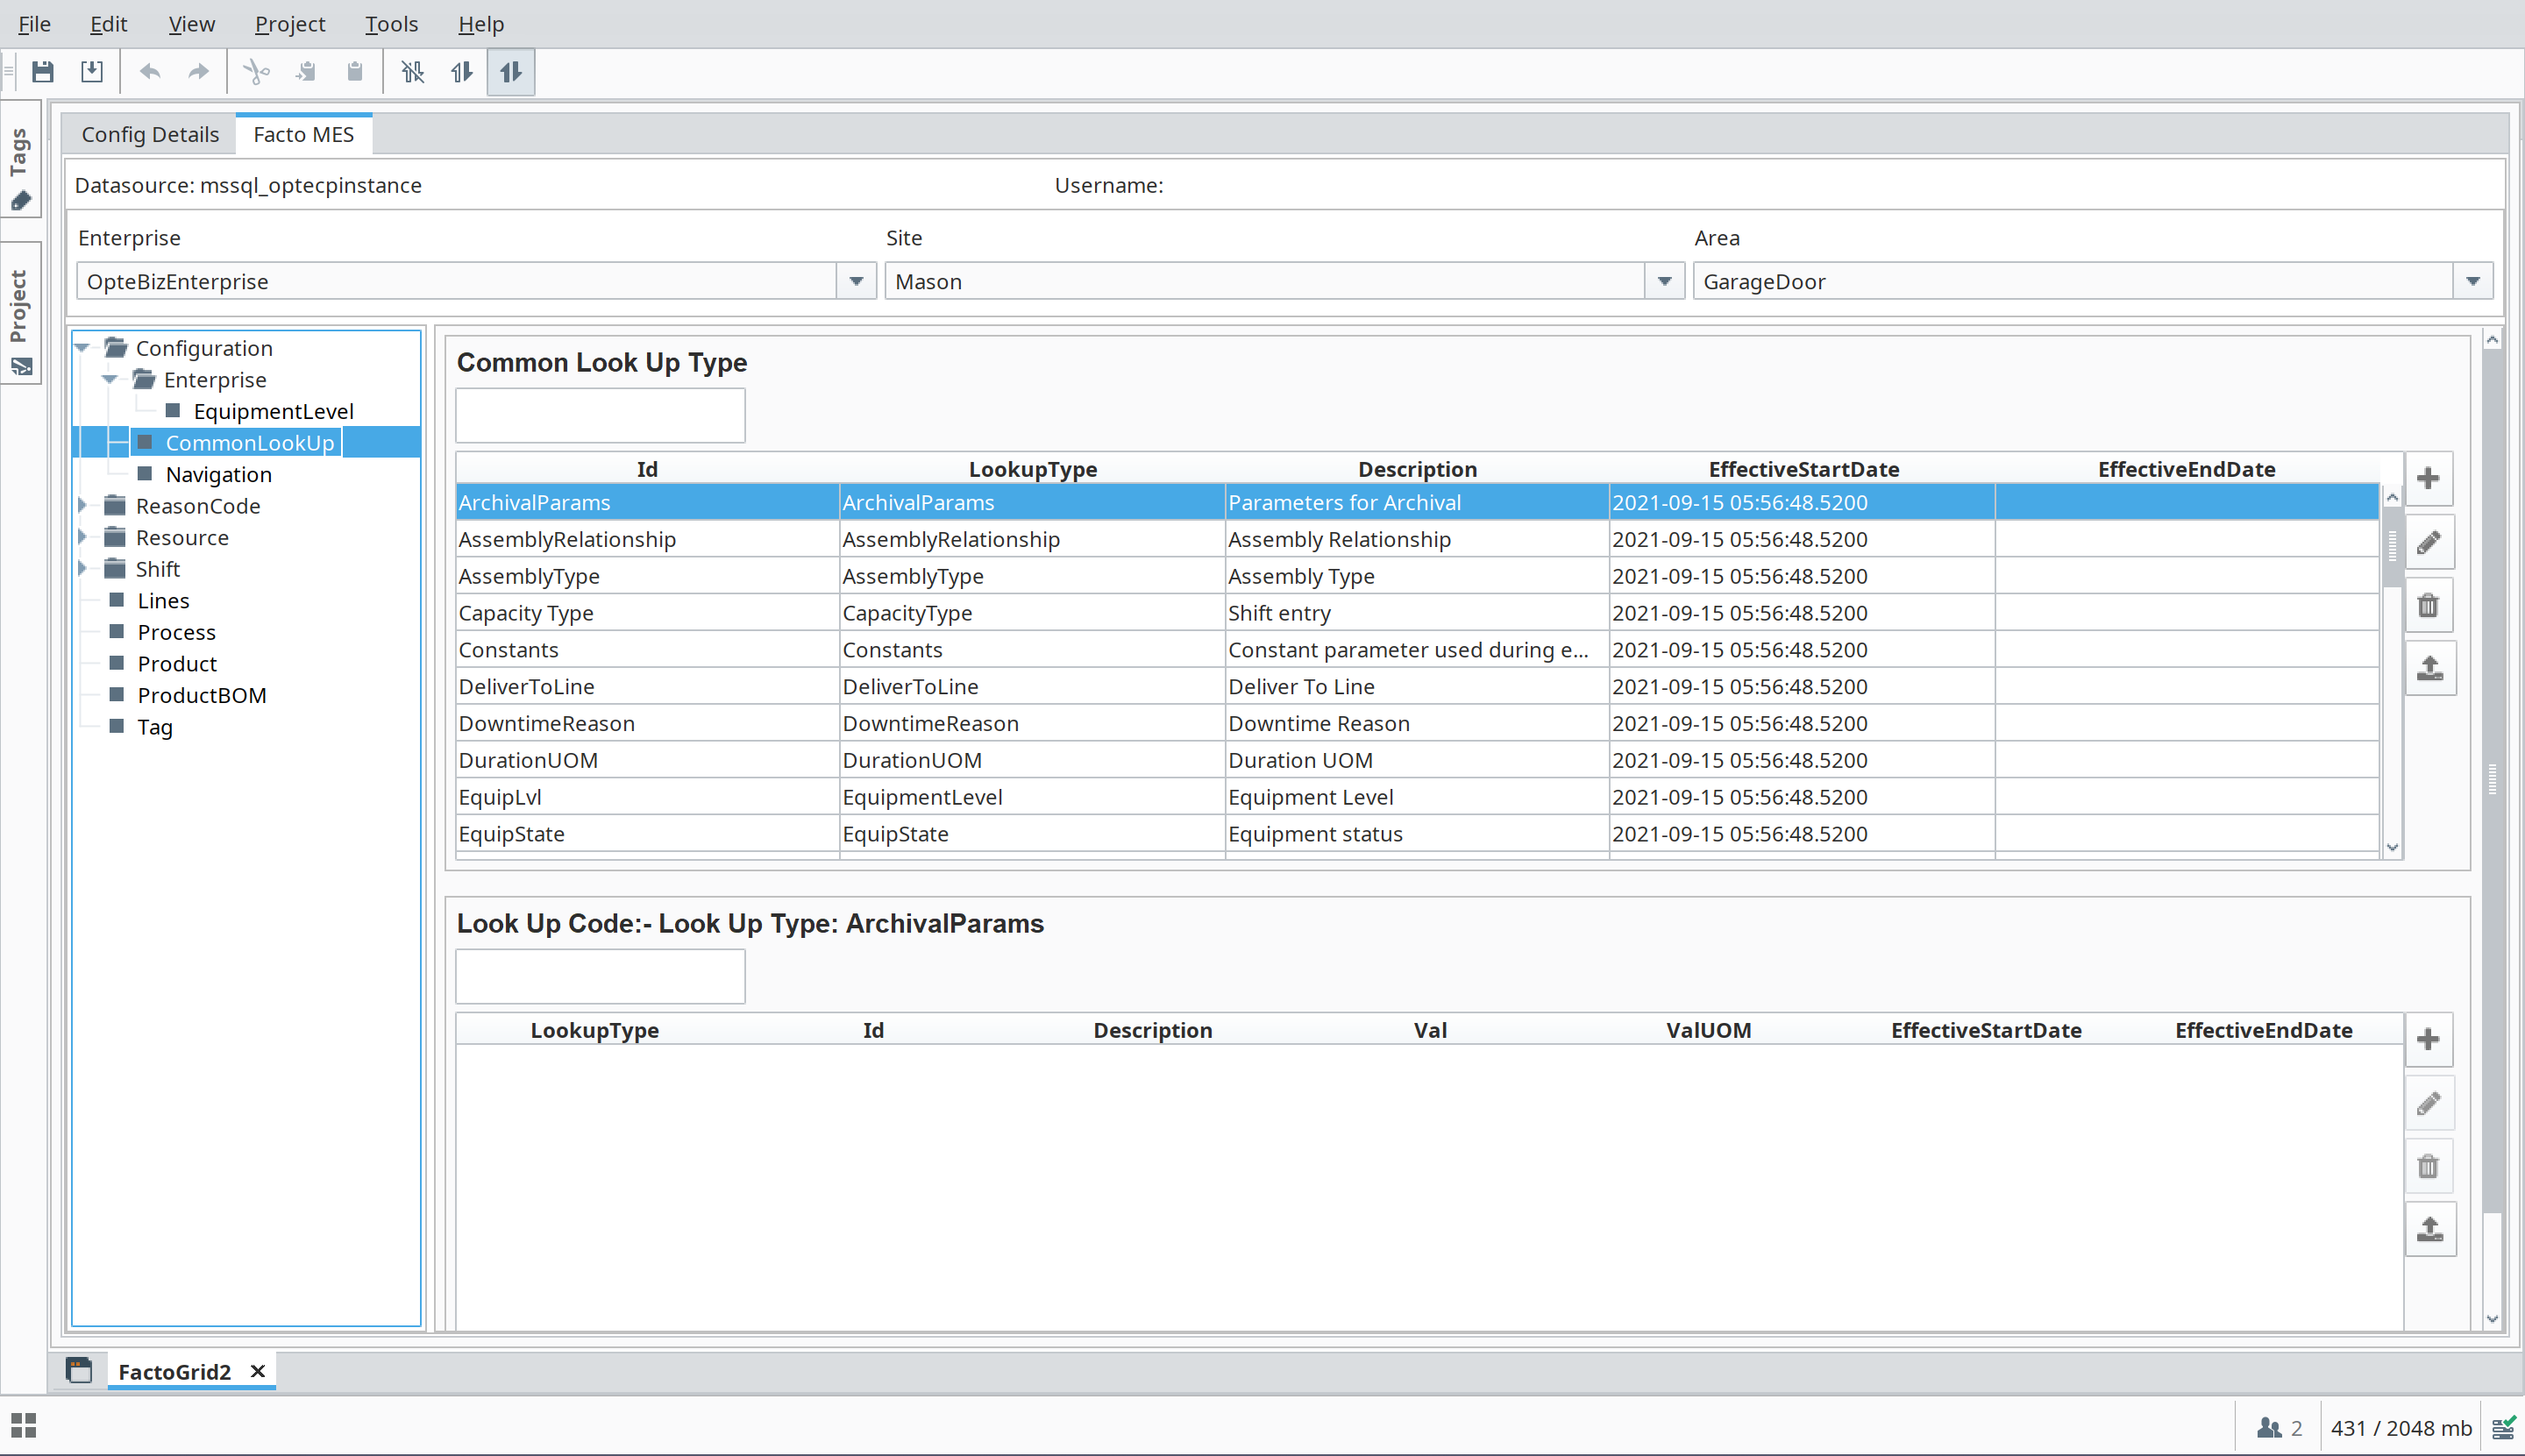 File Edit View Project Tools Help
Tags
Project
Config Details Facto MES
Datasource: mssql_optecpinstance Username:
Enterprise Site Area
OpteBizEnterprise Mason GarageDoor
Configuration
Enterprise
EquipmentLevel
CommonLookUp
Navigation
ReasonCode
Resource
Shift
Lines
Process
Product
ProductBOM
Tag
Common Look Up Type
Id LookupType Description EffectiveStartDate EffectiveEndDate
ArchivalParams ArchivalParams Parameters for Archival 2021-09-15 05:56:48.5200
AssemblyRelationship AssemblyRelationship Assembly Relationship 2021-09-15 05:56:48.5200
AssemblyType AssemblyType Assembly Type 2021-09-15 05:56:48.5200
Capacity Type CapacityType Shift entry 2021-09-15 05:56:48.5200
Constants Constants Constant parameter used during e... 2021-09-15 05:56:48.5200
DeliverToLine DeliverToLine Deliver To Line 2021-09-15 05:56:48.5200
DowntimeReason DowntimeReason Downtime Reason 2021-09-15 05:56:48.5200
DurationUOM DurationUOM Duration UOM 2021-09-15 05:56:48.5200
EquipLvl EquipmentLevel Equipment Level 2021-09-15 05:56:48.5200
EquipState EquipState Equipment status 2021-09-15 05:56:48.5200
Look Up Code:- Look Up Type: ArchivalParams
LookupType Id Description Val ValUOM EffectiveStartDate EffectiveEndDate
FactoGrid2
2 431 / 2048 mb